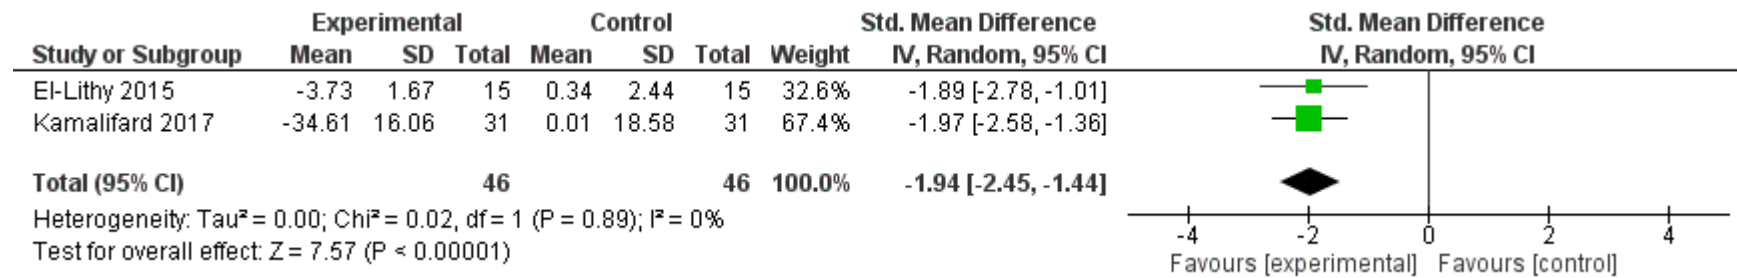 Experimental Control Std. Mean Difference Std. Mean Difference
Study or Subgroup Mean SD Total Mean SD Total Weight IV, Random, 95% CI IV, Random, 95% CI
El-Lithy 2015 -3.73 1.67 15 0.34 2.44 15 32.6% -1.89 [-2.78, -1.01]
Kamalifard 2017 -34.61 16.06 31 0.01 18.58 31 67.4% -1.97 [-2.58, -1.36]
Total (95% CI) 46 46 100.0% -1.94 [-2.45, -1.44]
Heterogeneity: Tau² = 0.00; Chi² = 0.02, df = 1 (P = 0.89); I² = 0%
Test for overall effect: Z = 7.57 (P < 0.00001)
-4 -2 0 2 4
Favours [experimental] Favours [control]